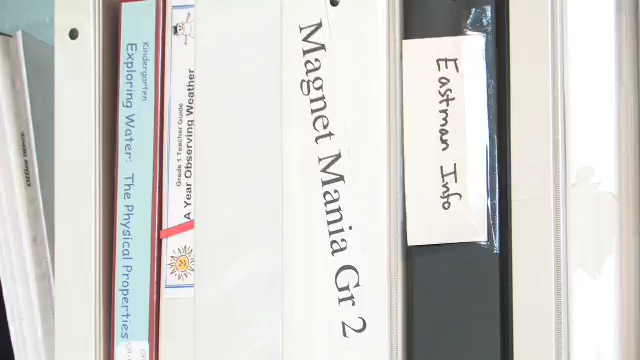 Kindergarten
Exploring Water: The Physical Properties
Grade 1 Teacher Guide
A Year Observing Weather
Magnet Mania Gr 2
Eastman Info